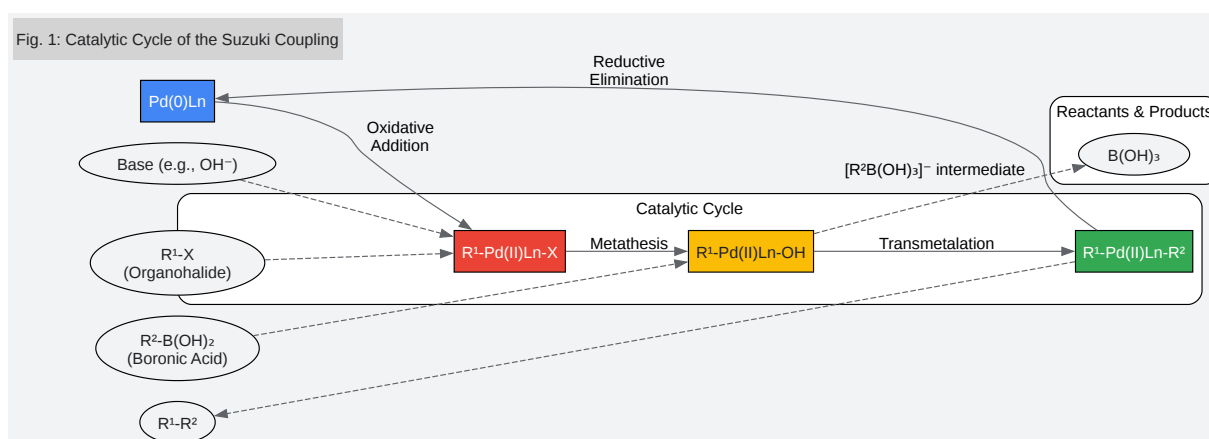 Fig. 1: Catalytic Cycle of the Suzuki Coupling
Reductive
Elimination
Pd(0)Ln
Oxidative
Addition
Reactants & Products
Base (e.g., OH⁻)
B(OH)₃
[R²B(OH)₃]⁻ intermediate
Catalytic Cycle
R¹-X
(Organohalide)
R¹-Pd(II)Ln-X
Metathesis
R¹-Pd(II)Ln-OH
Transmetalation
R¹-Pd(II)Ln-R²
R²-B(OH)₂
(Boronic Acid)
R¹-R²